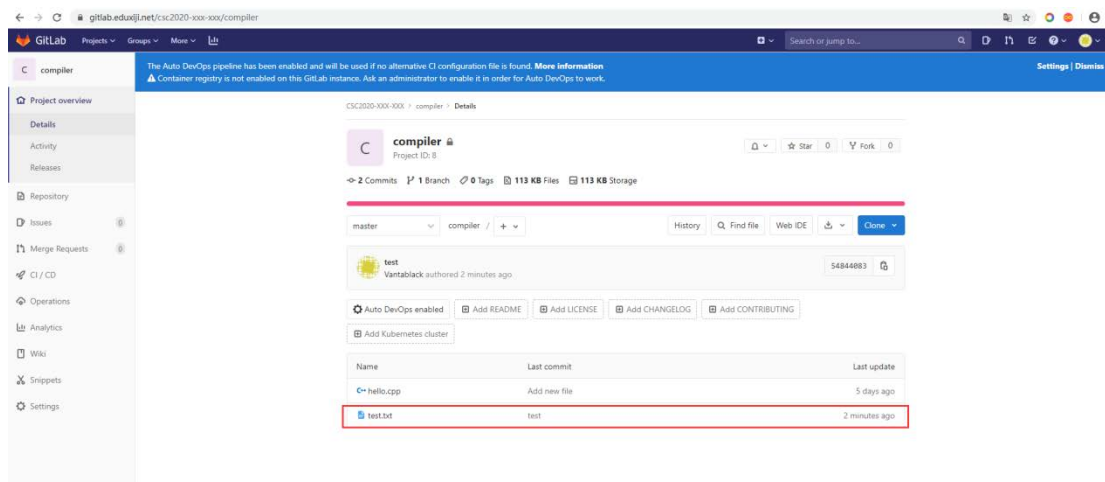 gitlab.eduxiji.net/csc2020-xxx-xxx/compiler
GitLab Projects Groups More Search or jump to...
C compiler
The Auto DevOps pipeline has been enabled and will be used if no alternative CI configuration file is found. More information
Container registry is not enabled on this GitLab instance. Ask an administrator to enable it in order for Auto DevOps to work.
Settings | Dismiss
Project overview
Details
Activity
Releases
Repository
Issues 0
Merge Requests 0
CI / CD
Operations
Analytics
Wiki
Snippets
Settings
CSC2020-XXX-XXX > compiler > Details
C
compiler
Project ID: 8
Star 0 Fork 0
2 Commits 1 Branch 0 Tags 113 KB Files 113 KB Storage
master compiler / + History Find file Web IDE Clone
test
Vantablack authored 2 minutes ago
54844083
Auto DevOps enabled Add README Add LICENSE Add CHANGELOG Add CONTRIBUTING
Add Kubernetes cluster
Name Last commit Last update
hello.cpp Add new file 5 days ago
test.txt test 2 minutes ago